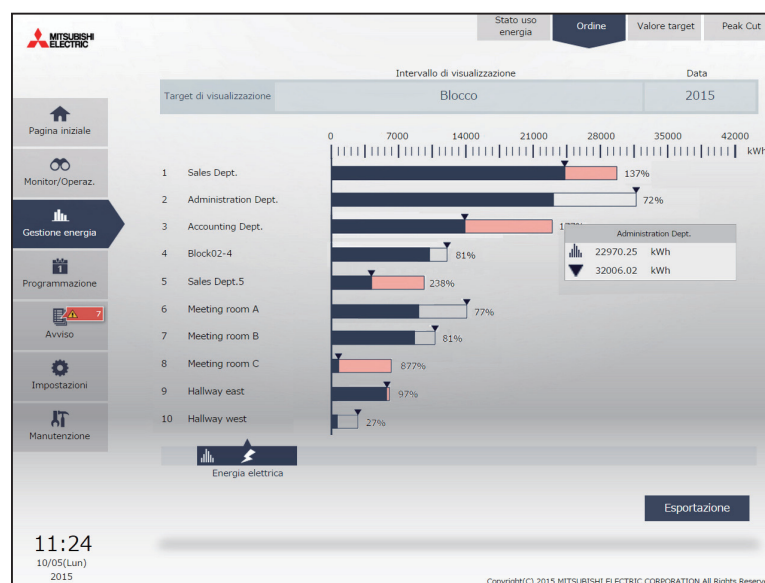 MITSUBISHI
ELECTRIC
Stato uso
energia
Ordine
Valore target
Peak Cut
Intervallo di visualizzazione
Data
Target di visualizzazione
Blocco
2015
Pagina iniziale
Monitor/Operaz.
Gestione energia
1
Programmazione
7
Avviso
Impostazioni
Manutenzione
0 7000 14000 21000 28000 35000 42000
kWh
1 Sales Dept. 137%
2 Administration Dept. 72%
3 Accounting Dept.
4 Block02-4 81%
5 Sales Dept.5 238%
6 Meeting room A 77%
7 Meeting room B 81%
8 Meeting room C 877%
9 Hallway east 97%
10 Hallway west 27%
Administration Dept.
22970.25 kWh
32006.02 kWh
Energia elettrica
Esportazione
11:24
10/05(Lun)
2015
Copyright(C) 2015 MITSUBISHI ELECTRIC CORPORATION All Rights Reserve